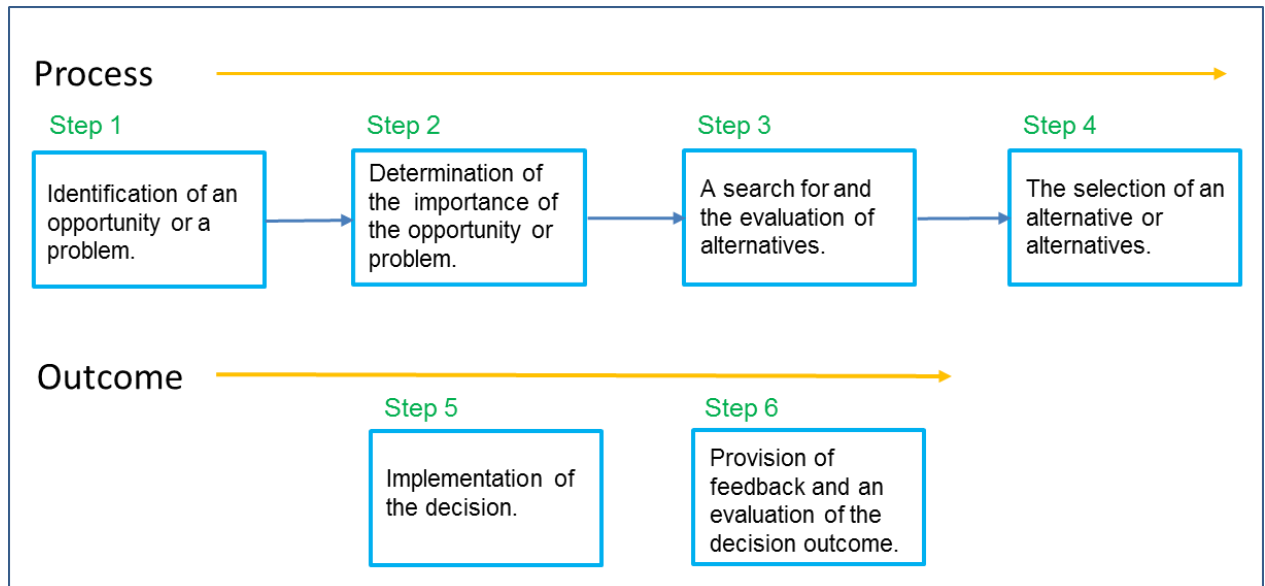 Process
Step 1
Identification of an
opportunity or a
problem.
Step 2
Determination of
the importance of
the opportunity or
problem.
Step 3
A search for and
the evaluation of
alternatives.
Step 4
The selection of an
alternative or
alternatives.
Outcome
Step 5
Implementation of
the decision.
Step 6
Provision of
feedback and an
evaluation of the
decision outcome.